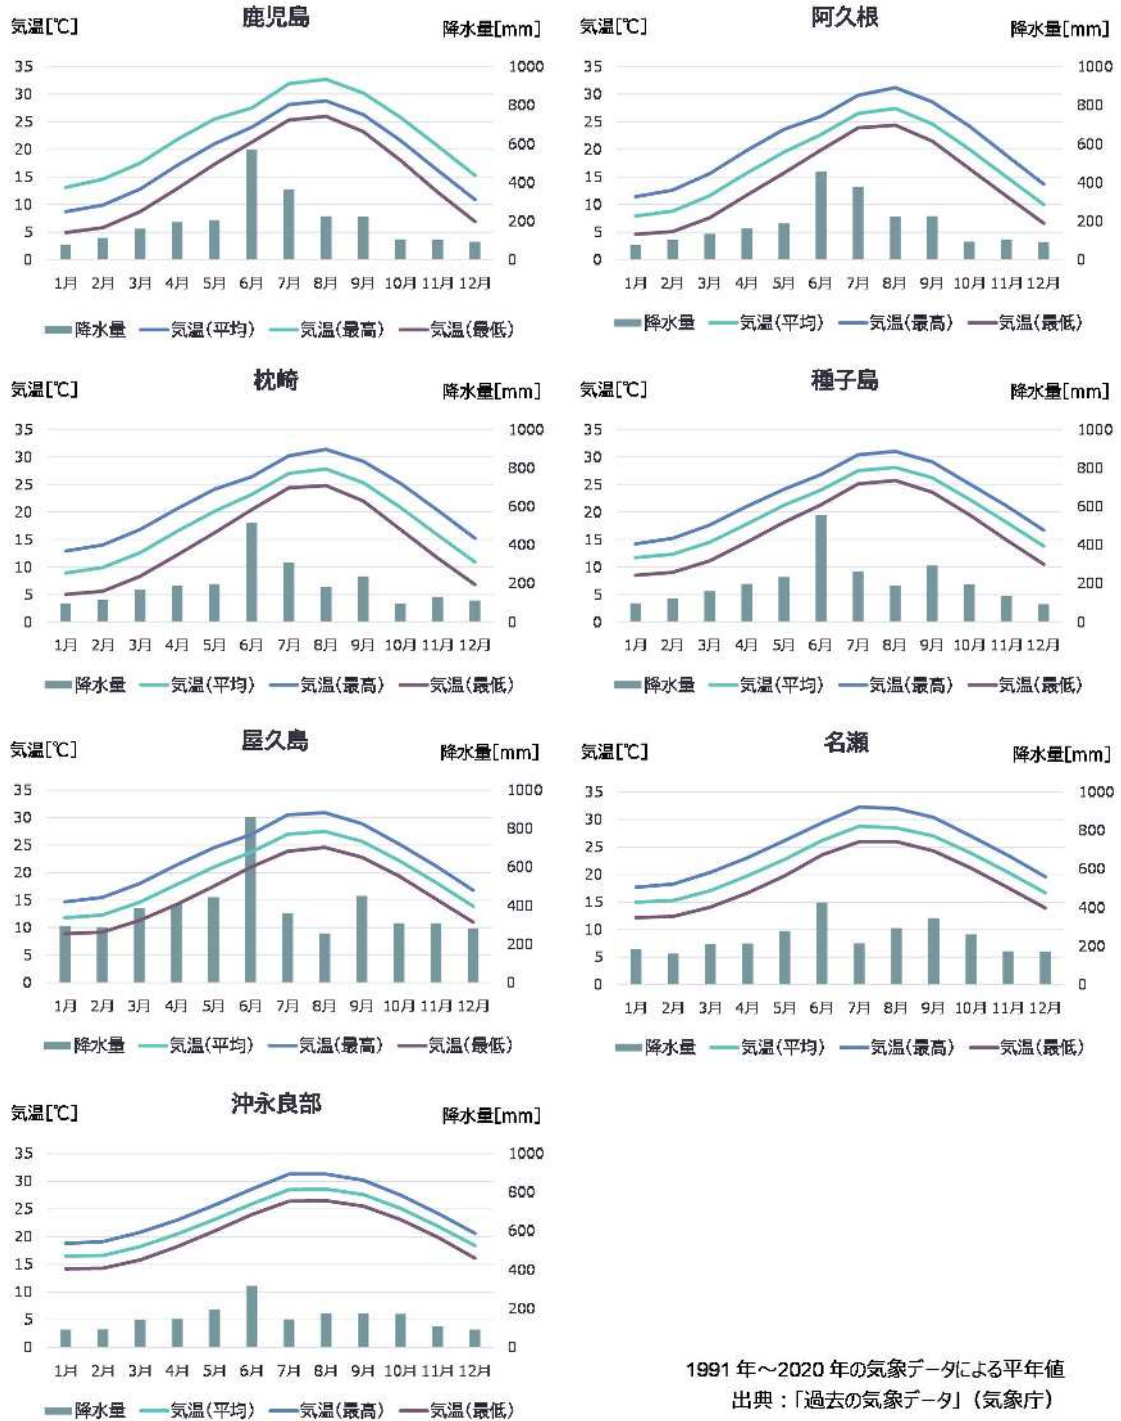 鹿児島
気温[℃]
降水量[mm]
35
30
25
20
15
10
5
0
1000
800
600
400
200
0
1月 2月 3月 4月 5月 6月 7月 8月 9月 10月 11月 12月
降水量 気温(平均) 気温(最高) 気温(最低)
阿久根
気温[℃]
降水量[mm]
35
30
25
20
15
10
5
0
1000
800
600
400
200
0
1月 2月 3月 4月 5月 6月 7月 8月 9月 10月 11月 12月
降水量 気温(平均) 気温(最高) 気温(最低)
枕崎
気温[℃]
降水量[mm]
35
30
25
20
15
10
5
0
1000
800
600
400
200
0
1月 2月 3月 4月 5月 6月 7月 8月 9月 10月 11月 12月
降水量 気温(平均) 気温(最高) 気温(最低)
種子島
気温[℃]
降水量[mm]
35
30
25
20
15
10
5
0
1000
800
600
400
200
0
1月 2月 3月 4月 5月 6月 7月 8月 9月 10月 11月 12月
降水量 気温(平均) 気温(最高) 気温(最低)
屋久島
気温[℃]
降水量[mm]
35
30
25
20
15
10
5
0
1000
800
600
400
200
0
1月 2月 3月 4月 5月 6月 7月 8月 9月 10月 11月 12月
降水量 気温(平均) 気温(最高) 気温(最低)
名瀬
気温[℃]
降水量[mm]
35
30
25
20
15
10
5
0
1000
800
600
400
200
0
1月 2月 3月 4月 5月 6月 7月 8月 9月 10月 11月 12月
降水量 気温(平均) 気温(最高) 気温(最低)
沖永良部
気温[℃]
降水量[mm]
35
30
25
20
15
10
5
0
1000
800
600
400
200
0
1月 2月 3月 4月 5月 6月 7月 8月 9月 10月 11月 12月
降水量 気温(平均) 気温(最高) 気温(最低)
1991 年～2020 年の気象データによる平年値
出典：「過去の気象データ」（気象庁）